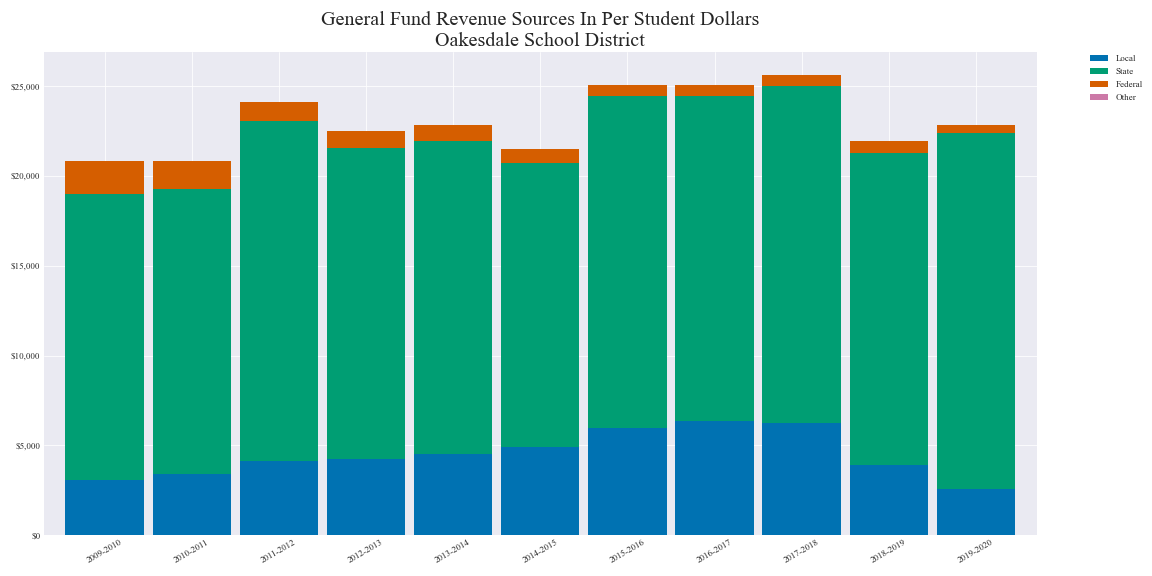 General Fund Revenue Sources In Per Student Dollars
Oakesdale School District
Local
State
Federal
Other
$25,000
$20,000
$15,000
$10,000
$5,000
$0
2009-2010
2010-2011
2011-2012
2012-2013
2013-2014
2014-2015
2015-2016
2016-2017
2017-2018
2018-2019
2019-2020